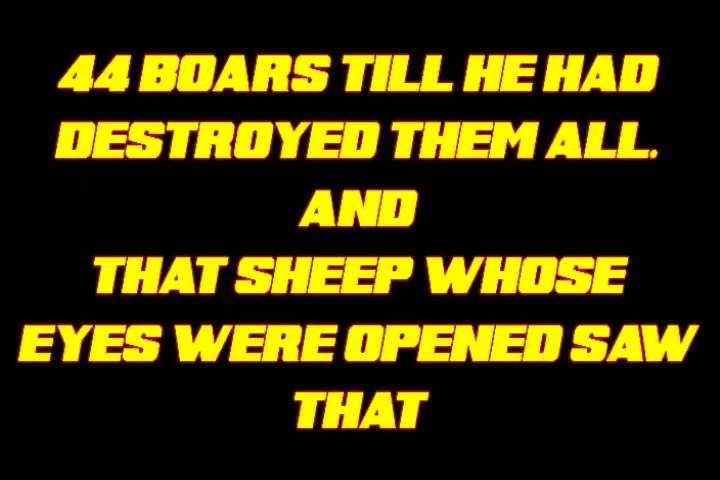 44 BOARS TILL HE HAD
DESTROYED THEM ALL.
AND
THAT SHEEP WHOSE
EYES WERE OPENED SAW
THAT